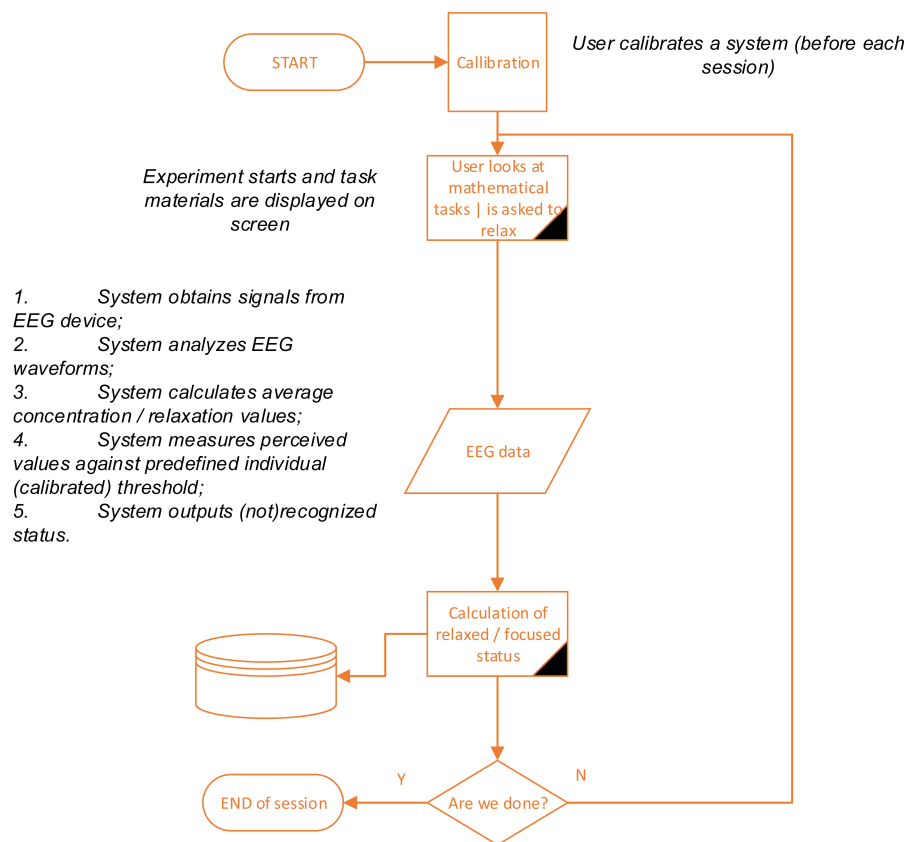 START
Callibration
User calibrates a system (before each
session)
Experiment starts and task
materials are displayed on
screen
User looks at
mathematical
tasks | is asked to
relax
1. System obtains signals from
EEG device;
2. System analyzes EEG
waveforms;
3. System calculates average
concentration / relaxation values;
4. System measures perceived
values against predefined individual
(calibrated) threshold;
5. System outputs (not)recognized
status.
EEG data
Calculation of
relaxed / focused
status
Y
N
END of session
Are we done?